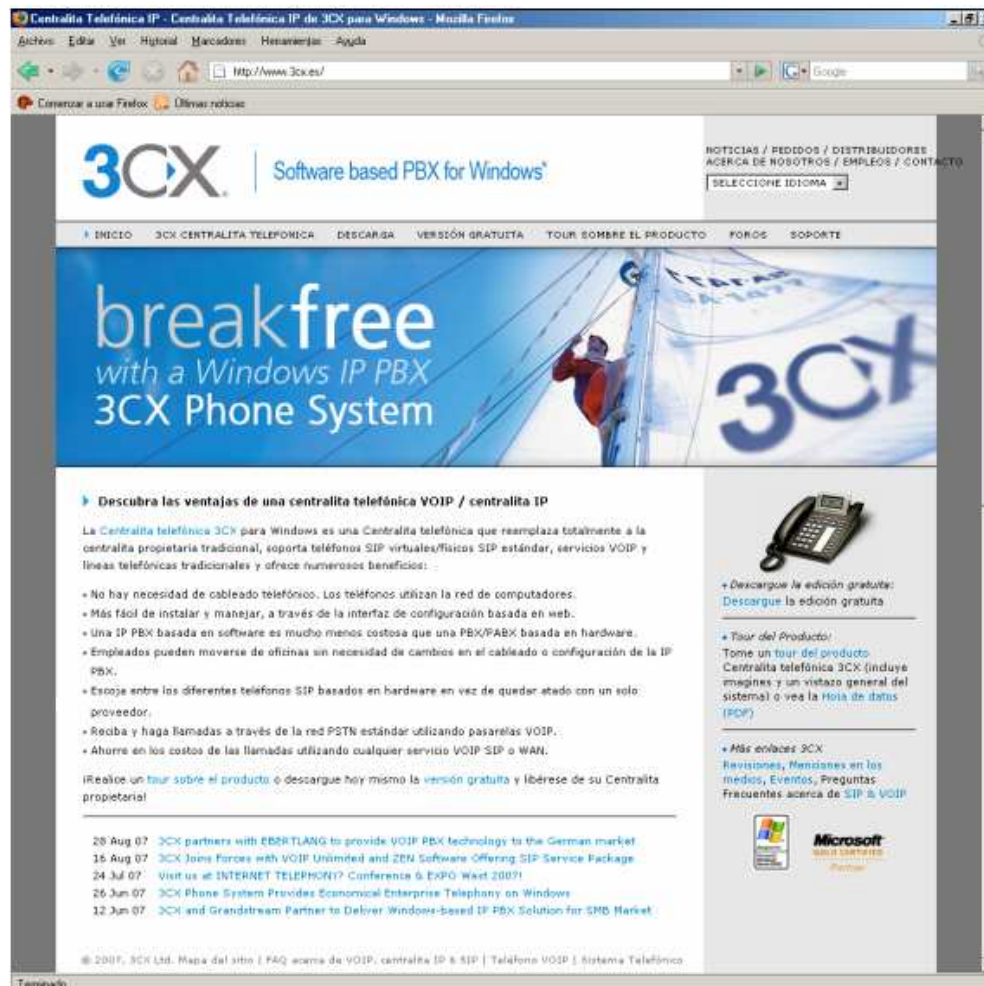 Centralita Telefónica IP - Centralita Telefónica IP de 3CX para Windows - Mozilla Firefox
Archivo Editar Ver Historial Marcadores Herramientas Ayuda
http://www.3cx.es/
Google
Comenzar a usar Firefox Últimas noticias
3CX
Software based PBX for Windows
NOTICIAS / PEDIDOS / DISTRIBUIDORES
ACERCA DE NOSOTROS / EMPLEOS / CONTACTO
SELECCIONE IDIOMA
INICIO 3CX CENTRALITA TELEFONICA DESCARGA VERSIÓN GRATUITA TOUR SOMBRE EL PRODUCTO FOROS SOPORTE
breakfree
with a Windows IP PBX
3CX Phone System
3CX
Descubra las ventajas de una centralita telefónica VOIP / centralita IP
La Centralita telefónica 3CX para Windows es una Centralita telefónica que reemplaza totalmente a la
centralita propietaria tradicional, soporta teléfonos SIP virtuales/físicos SIP estándar, servicios VOIP y
líneas telefónicas tradicionales y ofrece numerosos beneficios:
• No hay necesidad de cableado telefónico. Los teléfonos utilizan la red de computadores.
• Más fácil de instalar y manejar, a través de la interfaz de configuración basada en web.
• Una IP PBX basada en software es mucho menos costosa que una PBX/PABX basada en hardware.
• Empleados pueden moverse de oficinas sin necesidad de cambios en el cableado o configuración de la IP
PBX.
• Escoja entre los diferentes teléfonos SIP basados en hardware en vez de quedar atado con un solo
proveedor.
• Reciba y haga llamadas a través de la red PSTN estándar utilizando pasarelas VOIP.
• Ahorre en los costos de las llamadas utilizando cualquier servicio VOIP SIP o WAN.
¡Realice un tour sobre el producto o descargue hoy mismo la versión gratuita y libérese de su Centralita
propietaria!
28 Aug 07 3CX partners with EBERTLANG to provide VOIP PBX technology to the German market
16 Aug 07 3CX Joins Forces with VOIP Unlimited and ZEN Software Offering SIP Service Package
24 Jul 07 Visit us at INTERNET TELEPHONY? Conference & EXPO West 2007!
26 Jun 07 3CX Phone System Provides Economical Enterprise Telephony on Windows
12 Jun 07 3CX and Grandstream Partner to Deliver Windows-based IP PBX Solution for SMB Market
• Descargue la edición gratuita:
Descargue la edición gratuita
• Tour del Producto:
Tome un tour del producto
Centralita telefónica 3CX (incluye
imagines y un vistazo general del
sistema) o vea la Hoja de datos
(PDF)
• Más enlaces 3CX
Revisiones, Menciones en los
medios, Eventos, Preguntas
Frecuentes acerca de SIP & VOIP
Microsoft
GOLD CERTIFIED
Partner
© 2007, 3CX Ltd. Mapa del sitio | FAQ acerca de VOIP, centralita IP & SIP | Teléfono VOIP | Sistema Telefónico
Terminado